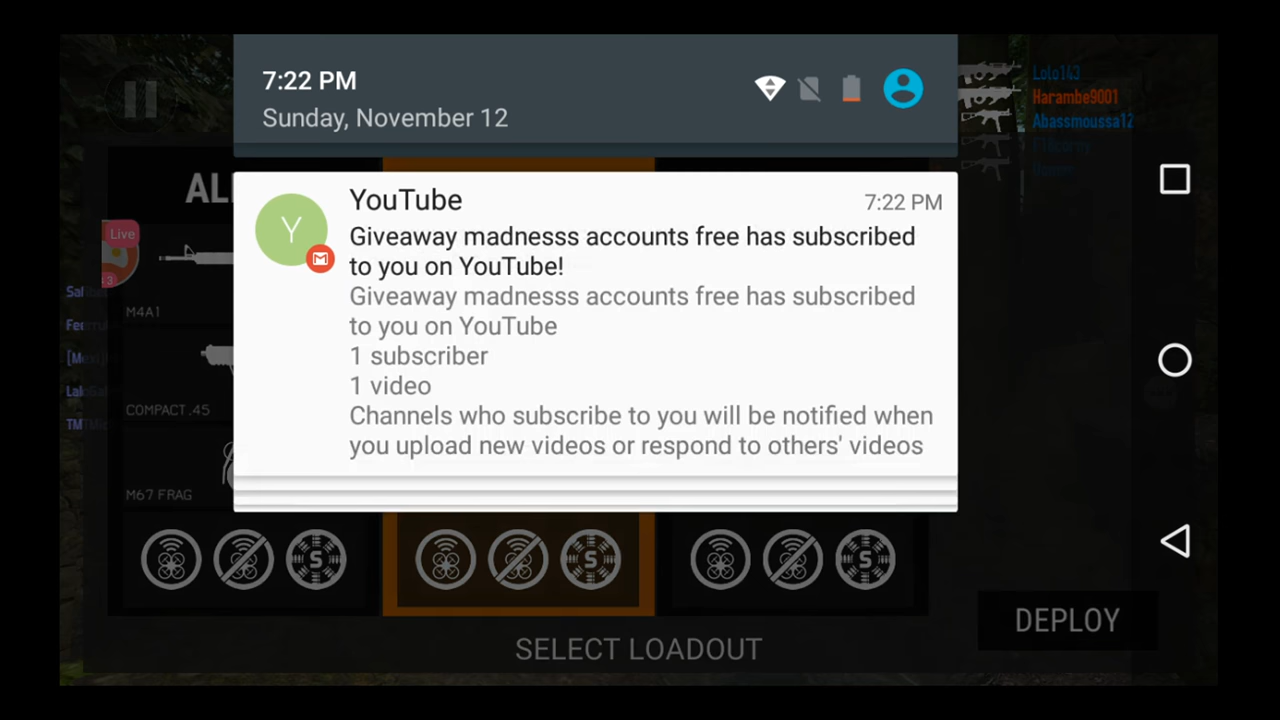 7:22 PM
Sunday, November 12
Lolo143
Harambe9001
Abassmoussa12
AL
Y
YouTube
7:22 PM
Giveaway madnesss accounts free has subscribed
to you on YouTube!
Giveaway madnesss accounts free has subscribed
to you on YouTube
1 subscriber
1 video
Channels who subscribe to you will be notified when
you upload new videos or respond to others' videos
Live
3
M4A1
COMPACT .45
M67 FRAG
S
S
S
SELECT LOADOUT
DEPLOY